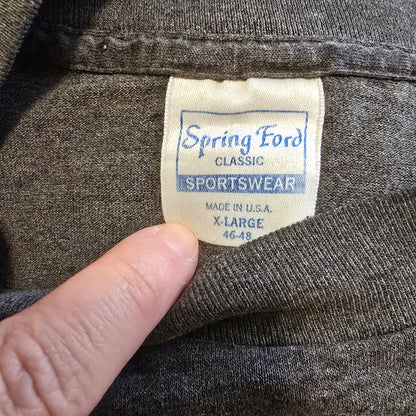 Spring Ford
CLASSIC
SPORTSWEAR
MADE IN U.S.A.
X-LARGE
46-48